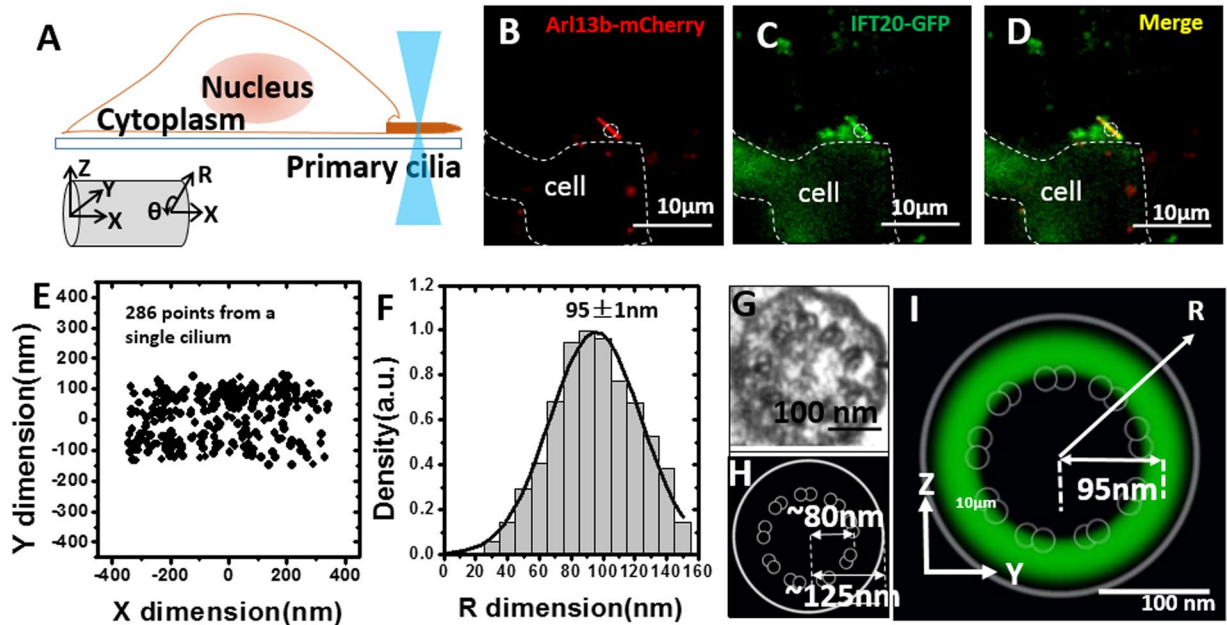 A
Nucleus
Cytoplasm
Primary cilia
Z
Y
X
R
θ
X
B
Arl13b-mCherry
cell
10μm
C
IFT20-GFP
cell
10μm
D
Merge
cell
10μm
E
286 points from a
single cilium
400
300
200
100
0
-100
-200
-300
-400
-400
-200
0
200
400
Y dimension(nm)
X dimension(nm)
F
95±1nm
1.2
1.0
0.8
0.6
0.4
0.2
0.0
0 20 40 60 80 100 120 140 160
Density(a.u.)
R dimension(nm)
G
100 nm
H
~80nm
~125nm
I
R
95nm
10μm
Z
Y
100 nm